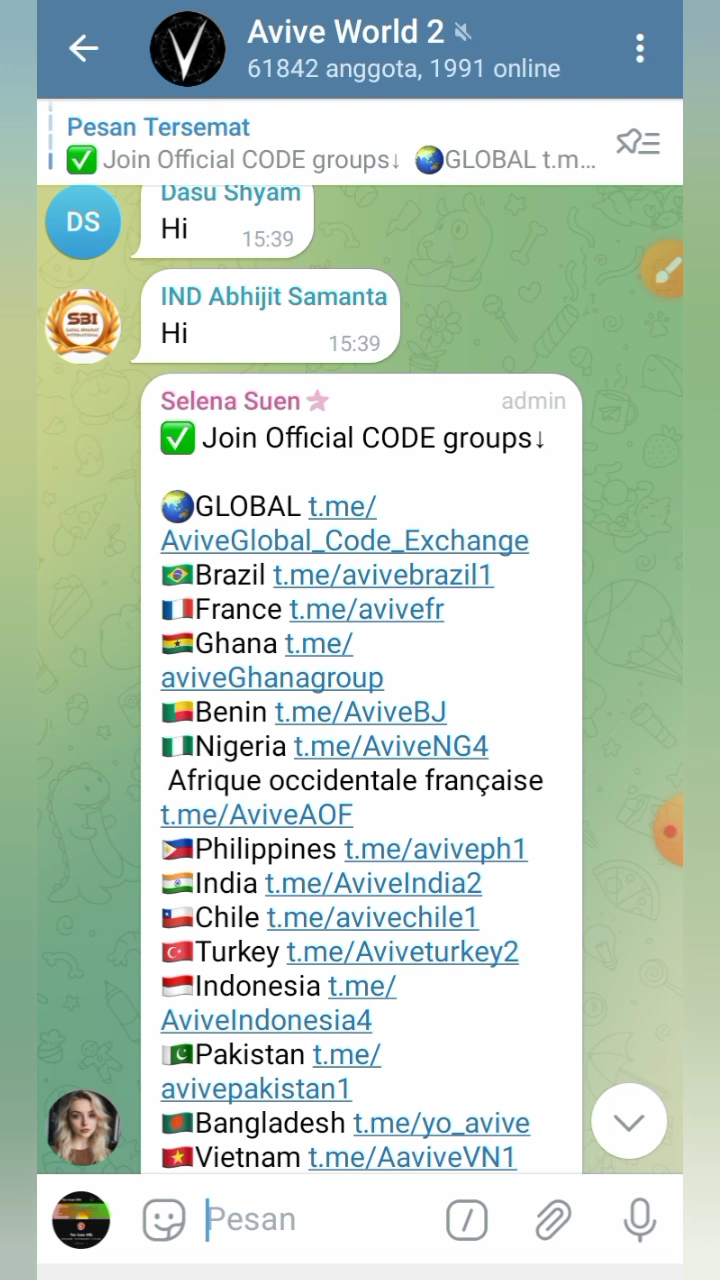 Avive World 2
61842 anggota, 1991 online
Pesan Tersemat
✅ Join Official CODE groups↓ 🌏GLOBAL t.m...
Dasu Shyam
DS
Hi
15:39
IND Abhijit Samanta
SBI
Hi
15:39
Selena Suen admin
✅ Join Official CODE groups↓
🌏GLOBAL t.me/
AviveGlobal_Code_Exchange
🇧🇷Brazil t.me/avivebrazil1
🇫🇷France t.me/avivefr
🇬🇭Ghana t.me/
aviveGhanagroup
🇧🇯Benin t.me/AviveBJ
🇳🇬Nigeria t.me/AviveNG4
Afrique occidentale française
t.me/AviveAOF
🇵🇭Philippines t.me/aviveph1
🇮🇳India t.me/AviveIndia2
🇨🇱Chile t.me/avivechile1
🇹🇷Turkey t.me/Aviveturkey2
🇮🇩Indonesia t.me/
AviveIndonesia4
🇵🇰Pakistan t.me/
avivepakistan1
🇧🇩Bangladesh t.me/yo_avive
🇻🇳Vietnam t.me/AaviveVN1
Pesan